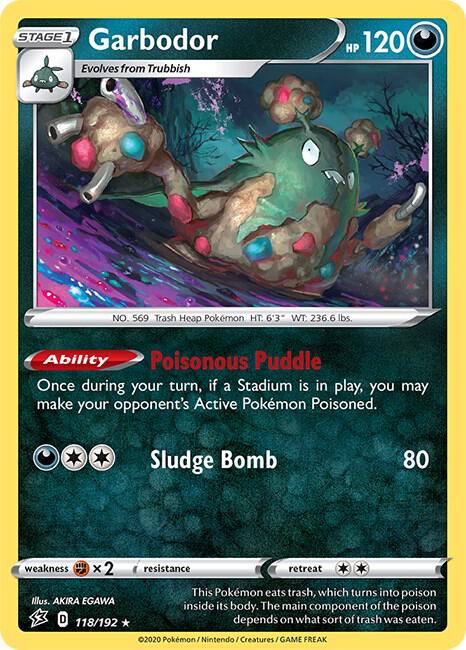 STAGE 1
Garbodor
HP 120
Evolves from Trubbish
NO. 569 Trash Heap Pokémon HT: 6'3" WT: 236.6 lbs.
Ability Poisonous Puddle
Once during your turn, if a Stadium is in play, you may
make your opponent's Active Pokémon Poisoned.
Sludge Bomb 80
weakness ×2 resistance retreat
Illus. AKIRA EGAWA
D 118/192 ★
This Pokémon eats trash, which turns into poison
inside its body. The main component of the poison
depends on what sort of trash was eaten.
©2020 Pokémon / Nintendo / Creatures / GAME FREAK